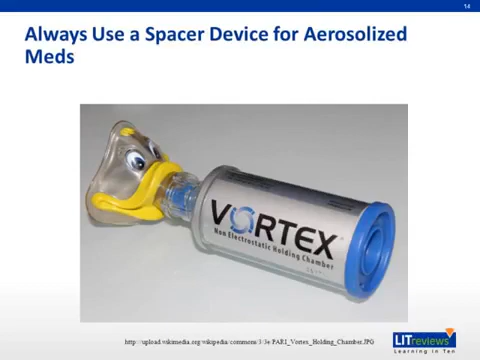 14
Always Use a Spacer Device for Aerosolized
Meds
VORTEX
Non Electrostatic Holding Chamber
http://upload.wikimedia.org/wikipedia/commons/3/3e/PARI_Vortex_Holding_Chamber.JPG
LITreviews
Learning in Ten